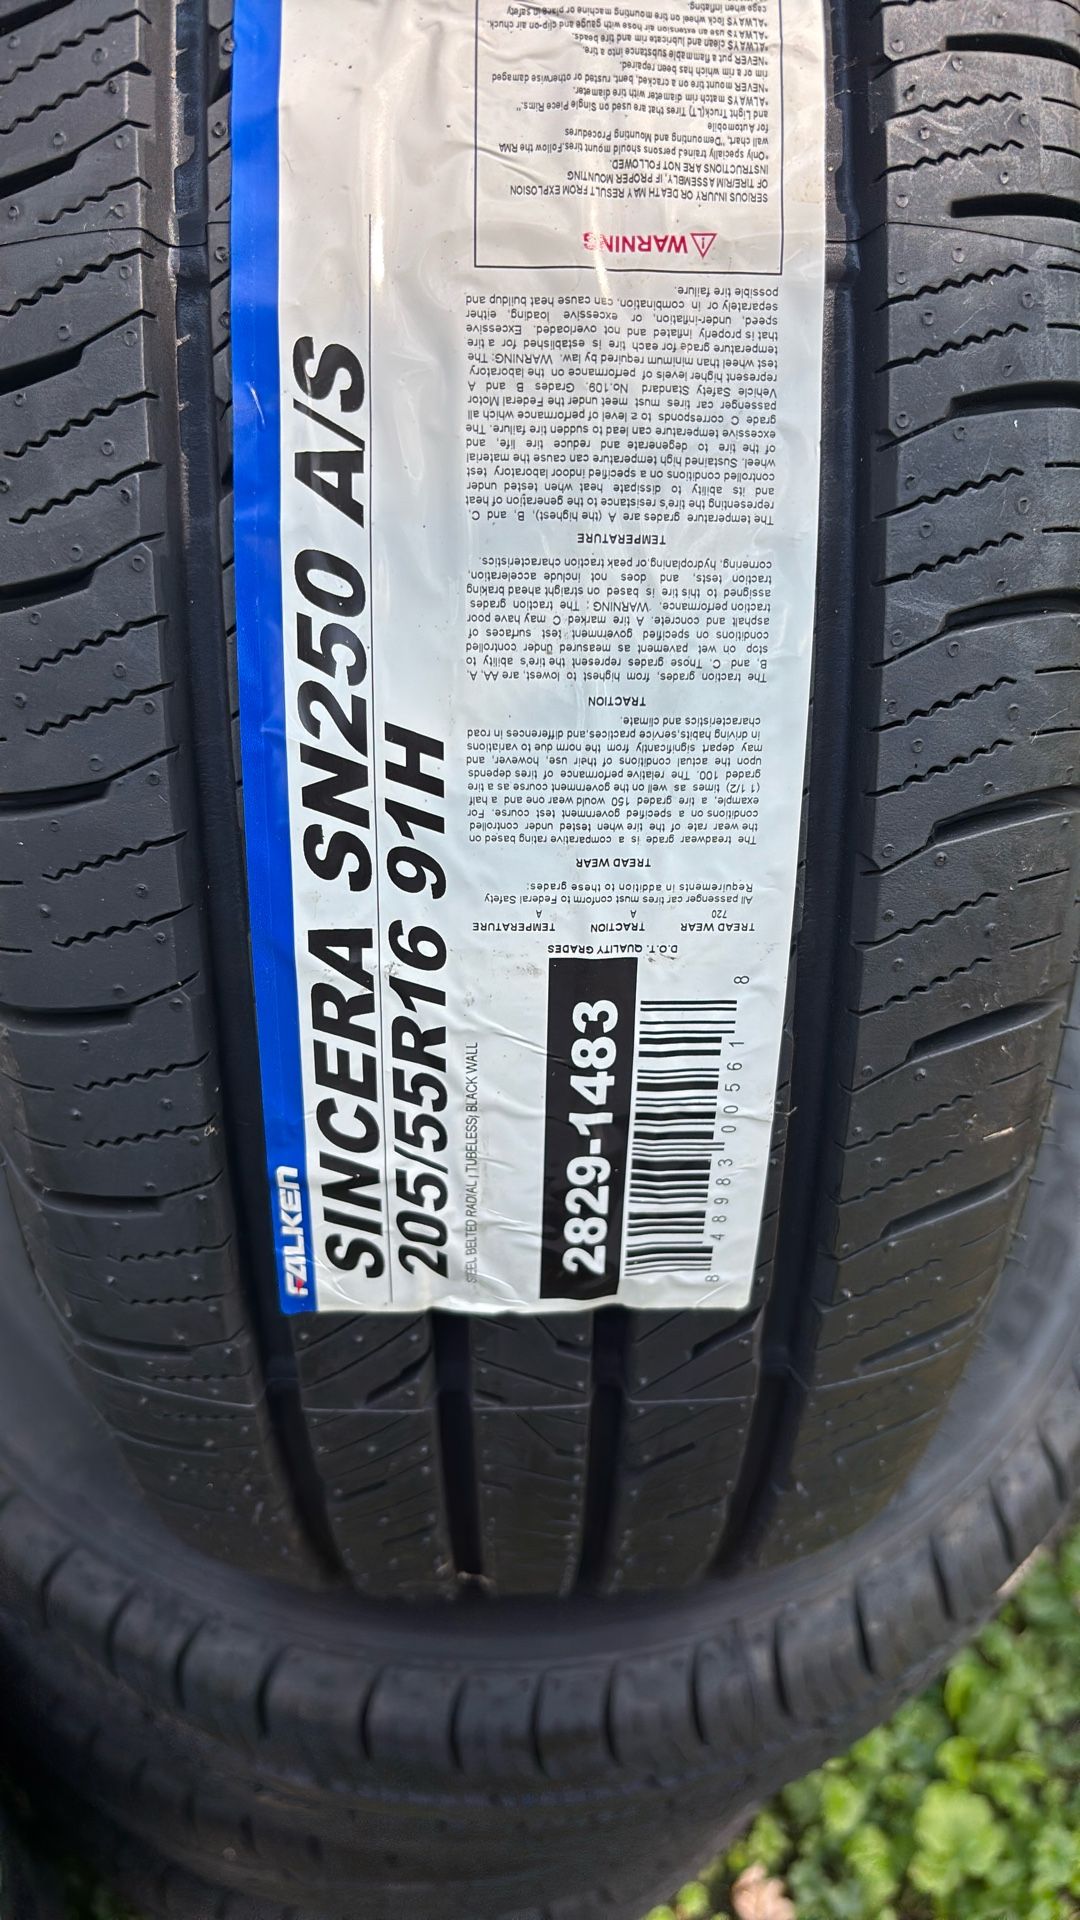 FALKEN
SINCERA SN250 A/S
205/55R16 91H
STEEL BELTED RADIAL | TUBELESS | BLACK WALL
2829-1483
8 48983 00561 8
D.O.T. QUALITY GRADES
TREAD WEAR TRACTION TEMPERATURE
720 A A
All passenger car tires must conform to Federal Safety
Requirements in addition to these grades:
TREAD WEAR
The treadwear grade is a comparative rating based on
the wear rate of the tire when tested under controlled
conditions on a specified government test course. For
example, a tire graded 150 would wear one and a half
(1 1/2) times as well on the government course as a tire
graded 100. The relative performance of tires depends
upon the actual conditions of their use, however, and
may depart significantly from the norm due to variations
in driving habits, service practices, and differences in road
characteristics and climate.
TRACTION
The traction grades, from highest to lowest, are AA, A,
B, and C. Those grades represent the tire's ability to
stop on wet pavement as measured under controlled
conditions on specified government test surfaces of
asphalt and concrete. A tire marked C may have poor
traction performance. WARNING: The traction grades
assigned to this tire is based on straight ahead braking
traction tests, and does not include acceleration,
cornering, hydroplaning, or peak traction characteristics.
TEMPERATURE
The temperature grades are A (the highest), B, and C,
representing the tire's resistance to the generation of heat
and its ability to dissipate heat when tested under
controlled conditions on a specified indoor laboratory test
wheel. Sustained high temperature can cause the material
of the tire to degenerate and reduce tire life, and
excessive temperature can lead to sudden tire failure. The
grade C corresponds to a level of performance which all
passenger car tires must meet under the Federal Motor
Vehicle Safety Standard No.109. Grades B and A
represent higher levels of performance on the laboratory
test wheel than minimum required by law. WARNING: The
temperature grade for each tire is established for a tire
that is properly inflated and not overloaded. Excessive
speed, under-inflation, or excessive loading, either
separately or in combination, can cause heat buildup and
possible tire failure.
WARNING
SERIOUS INJURY OR DEATH MAY RESULT FROM EXPLOSION
OF TIRE/RIM ASSEMBLY, IF PROPER MOUNTING
INSTRUCTIONS ARE NOT FOLLOWED.
*Only specially trained persons should mount tires. Follow the RMA
wall chart, "Demounting and Mounting Procedures
for Automobile
and Light Truck(LT) Tires that are used on Single Piece Rims.".
*ALWAYS match rim diameter with tire diameter.
*NEVER mount tire on a cracked, bent, rusted or otherwise damaged
rim or a rim which has been repaired.
*NEVER put a flammable substance into a tire.
*ALWAYS clean and lubricate rim and tire beads.
*ALWAYS use an extension air hose with gauge and clip-on air chuck.
*ALWAYS lock wheel on tire mounting machine or place in safety
cage when inflating.